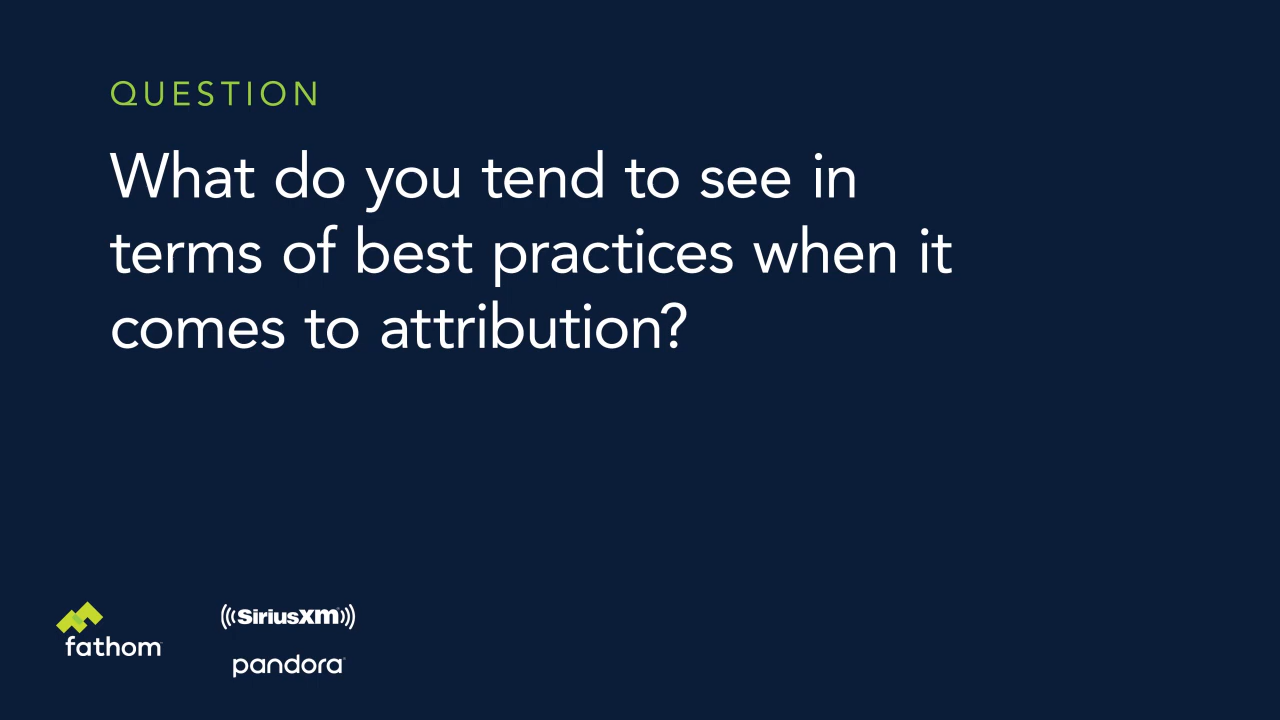 QUESTION
What do you tend to see in
terms of best practices when it
comes to attribution?
fathom
SiriusXM
pandora